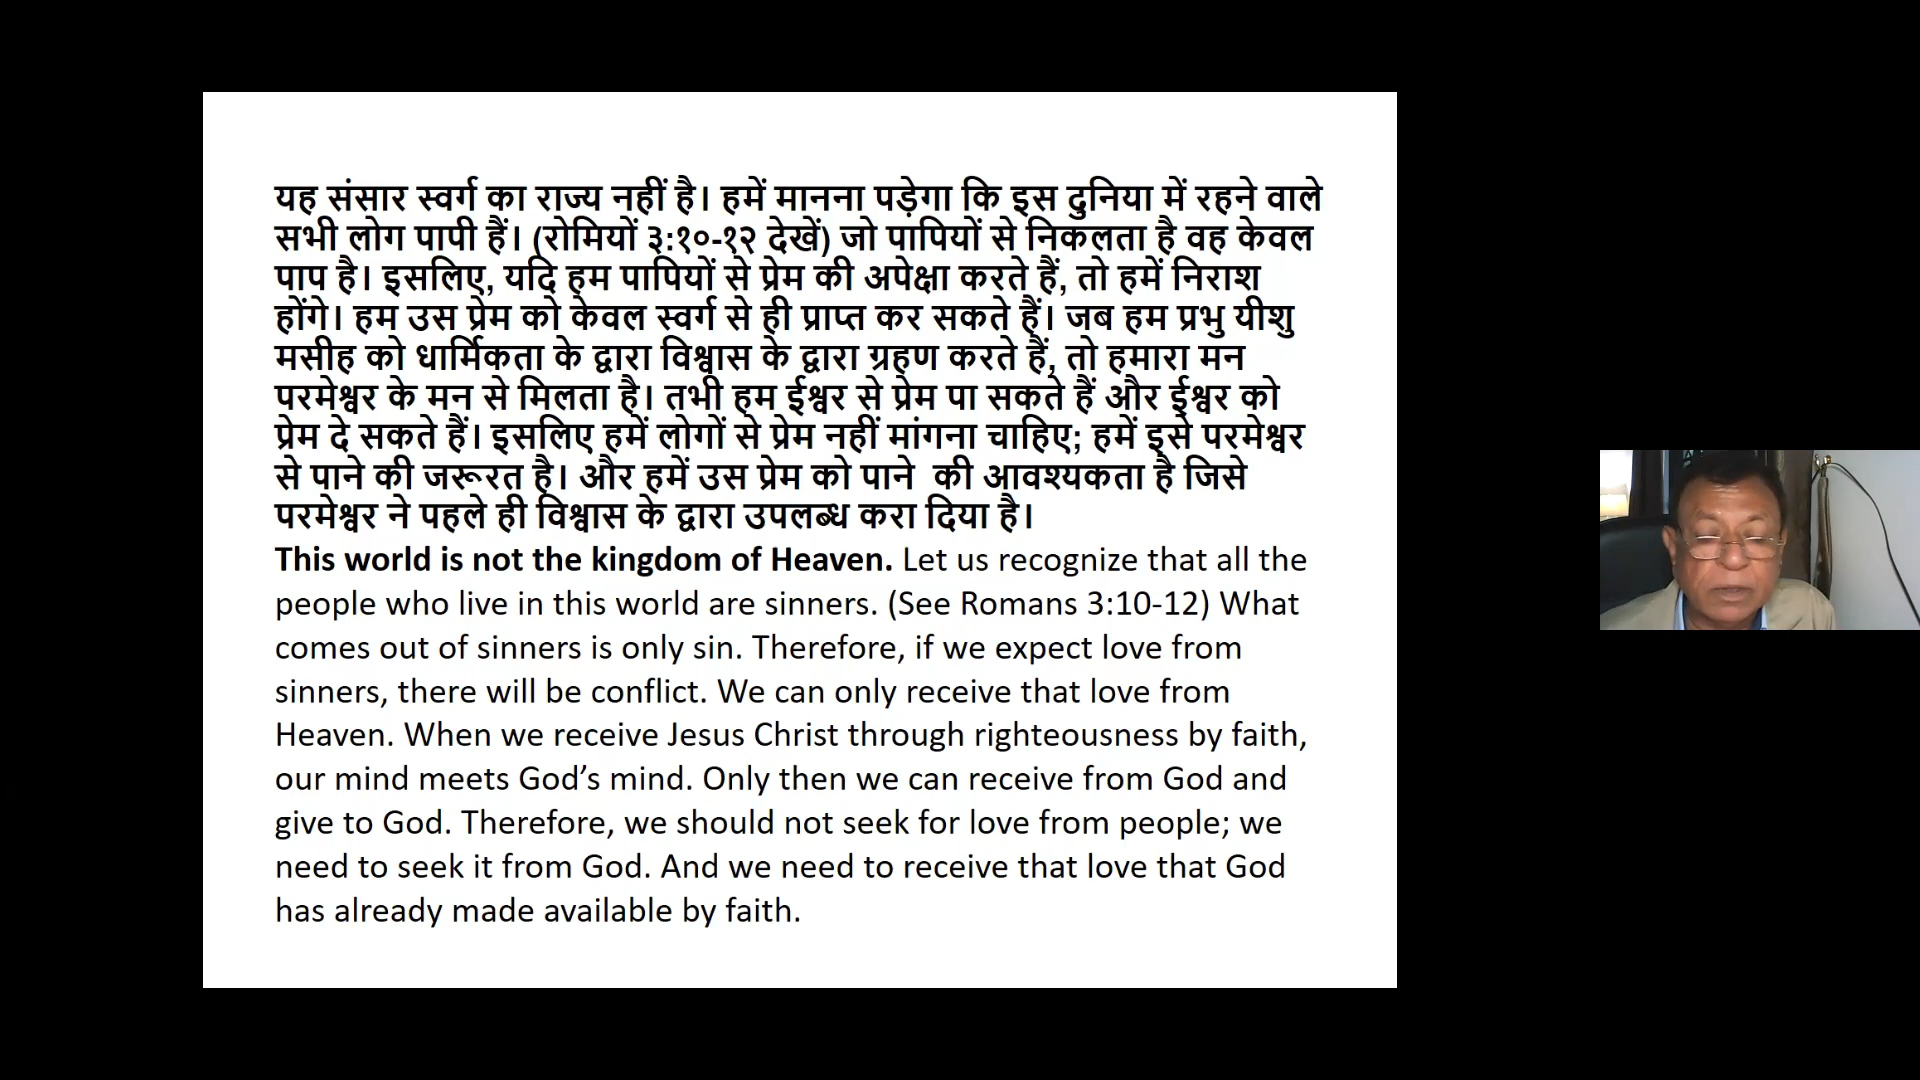 यह संसार स्वर्ग का राज्य नहीं है। हमें मानना पड़ेगा कि इस दुनिया में रहने वाले
सभी लोग पापी हैं। (रोमियों ३:१०-१२ देखें) जो पापियों से निकलता है वह केवल
पाप है। इसलिए, यदि हम पापियों से प्रेम की अपेक्षा करते हैं, तो हमें निराश
होंगे। हम उस प्रेम को केवल स्वर्ग से ही प्राप्त कर सकते हैं। जब हम प्रभु यीशु
मसीह को धार्मिकता के द्वारा विश्वास के द्वारा ग्रहण करते हैं, तो हमारा मन
परमेश्वर के मन से मिलता है। तभी हम ईश्वर से प्रेम पा सकते हैं और ईश्वर को
प्रेम दे सकते हैं। इसलिए हमें लोगों से प्रेम नहीं मांगना चाहिए; हमें इसे परमेश्वर
से पाने की जरूरत है। और हमें उस प्रेम को पाने  की आवश्यकता है जिसे
परमेश्वर ने पहले ही विश्वास के द्वारा उपलब्ध करा दिया है।
This world is not the kingdom of Heaven. Let us recognize that all the
people who live in this world are sinners. (See Romans 3:10-12) What
comes out of sinners is only sin. Therefore, if we expect love from
sinners, there will be conflict. We can only receive that love from
Heaven. When we receive Jesus Christ through righteousness by faith,
our mind meets God’s mind. Only then we can receive from God and
give to God. Therefore, we should not seek for love from people; we
need to seek it from God. And we need to receive that love that God
has already made available by faith.